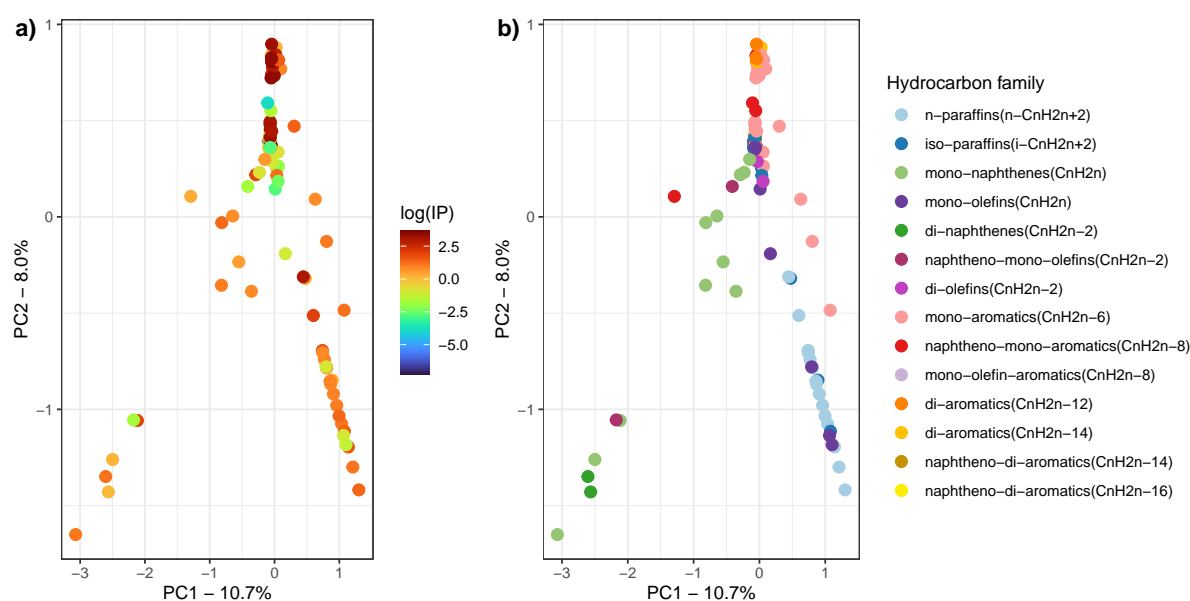 a)
1
0
−1
−3
−2
−1
0
1
PC1 − 10.7%
PC2 − 8.0%
log(IP)
2.5
0.0
−2.5
−5.0
b)
1
0
−1
−3
−2
−1
0
1
PC1 − 10.7%
PC2 − 8.0%
Hydrocarbon family
n−paraffins(n−CnH2n+2)
iso−paraffins(i−CnH2n+2)
mono−naphthenes(CnH2n)
mono−olefins(CnH2n)
di−naphthenes(CnH2n−2)
naphtheno−mono−olefins(CnH2n−2)
di−olefins(CnH2n−2)
mono−aromatics(CnH2n−6)
naphtheno−mono−aromatics(CnH2n−8)
mono−olefin−aromatics(CnH2n−8)
di−aromatics(CnH2n−12)
di−aromatics(CnH2n−14)
naphtheno−di−aromatics(CnH2n−14)
naphtheno−di−aromatics(CnH2n−16)